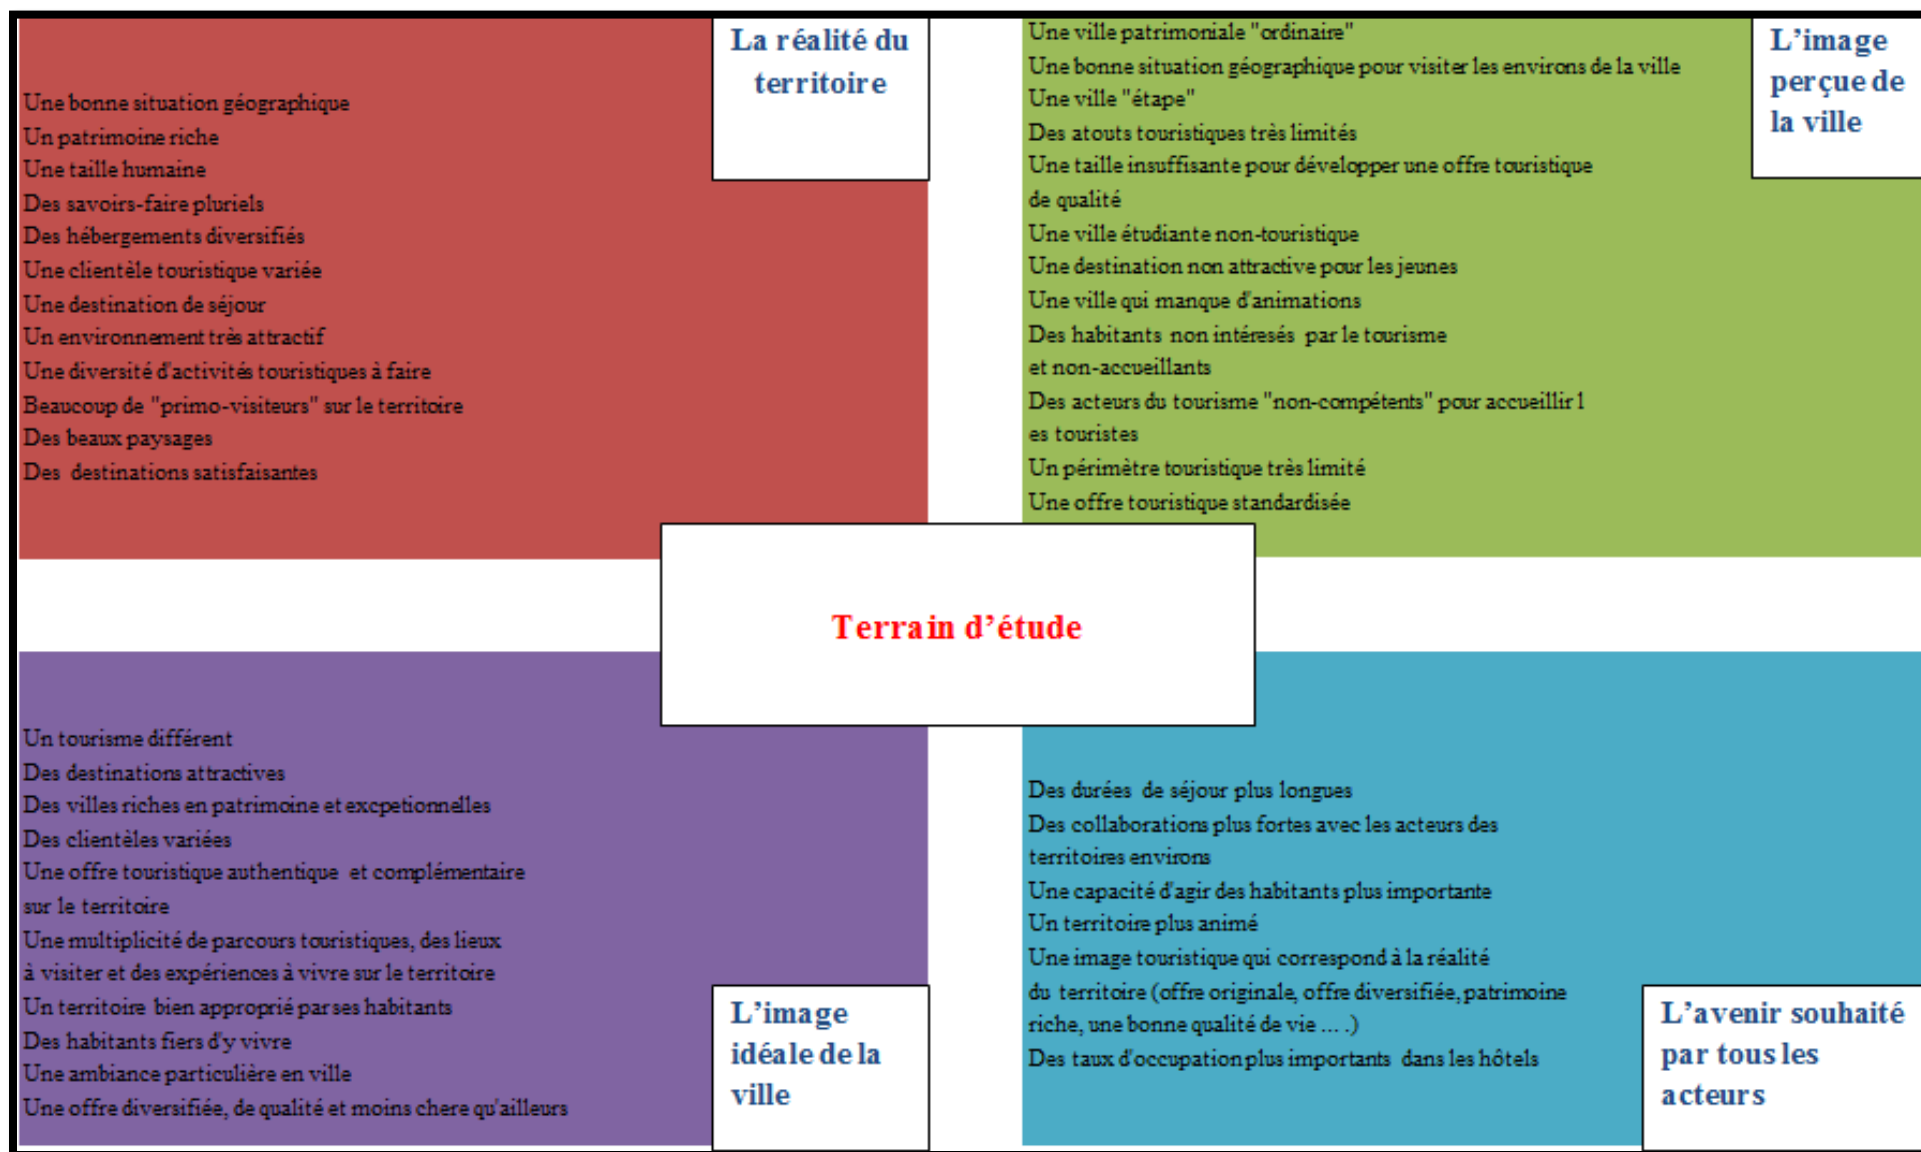 La réalité du
territoire
Une bonne situation géographique
Un patrimoine riche
Une taille humaine
Des savoirs-faire pluriels
Des hébergements diversifiés
Une clientèle touristique variée
Une destination de séjour
Un environnement très attractif
Une diversité d'activités touristiques à faire
Beaucoup de "primo-visiteurs" sur le territoire
Des beaux paysages
Des destinations satisfaisantes
L'image
perçue de
la ville
Une ville patrimoniale "ordinaire"
Une bonne situation géographique pour visiter les environs de la ville
Une ville "étape"
Des atouts touristiques très limités
Une taille insuffisante pour développer une offre touristique
de qualité
Une ville étudiante non-touristique
Une destination non attractive pour les jeunes
Une ville qui manque d'animations
Des habitants non intéresés par le tourisme
et non-accueillants
Des acteurs du tourisme "non-compétents" pour accueillir l
es touristes
Un périmètre touristique très limité
Une offre touristique standardisée
Terrain d'étude
Un tourisme différent
Des destinations attractives
Des villes riches en patrimoine et excpetionnelles
Des clientèles variées
Une offre touristique authentique et complémentaire
sur le territoire
Une multiplicité de parcours touristiques, des lieux
à visiter et des expériences à vivre sur le territoire
Un territoire bien approprié par ses habitants
Des habitants fiers d'y vivre
Une ambiance particulière en ville
Une offre diversifiée, de qualité et moins chere qu'ailleurs
L'image
idéale de la
ville
Des durées de séjour plus longues
Des collaborations plus fortes avec les acteurs des
territoires environs
Une capacité d'agir des habitants plus importante
Un territoire plus animé
Une image touristique qui correspond à la réalité
du territoire (offre originale, offre diversifiée, patrimoine
riche, une bonne qualité de vie ... .)
Des taux d'occupation plus importants dans les hôtels
L'avenir souhaité
par tous les
acteurs